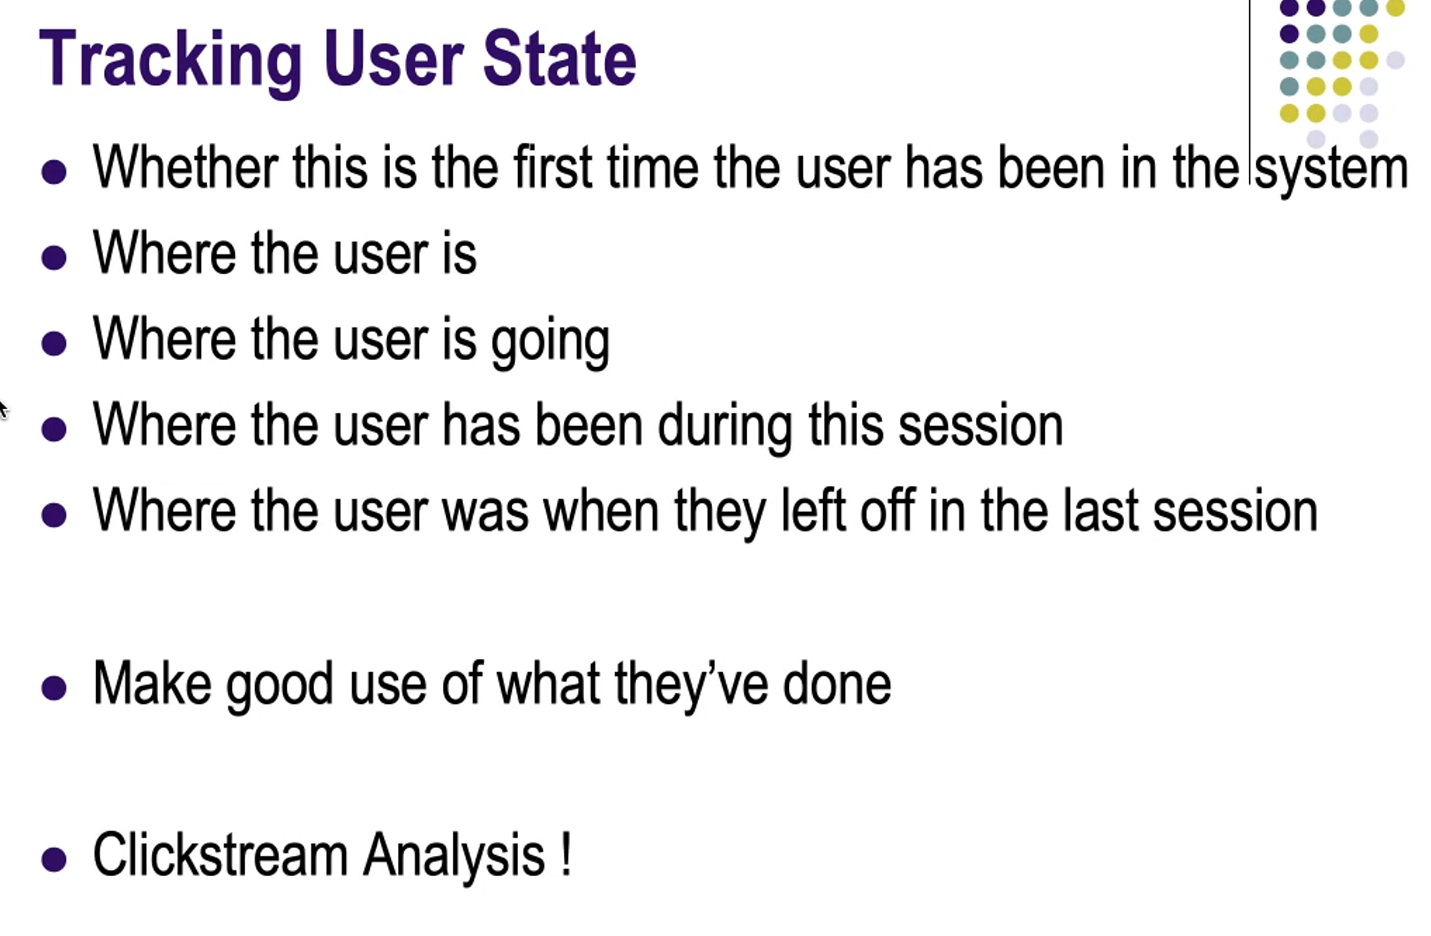 Tracking User State
Whether this is the first time the user has been in the system
Where the user is
Where the user is going
Where the user has been during this session
Where the user was when they left off in the last session
Make good use of what they’ve done
Clickstream Analysis !